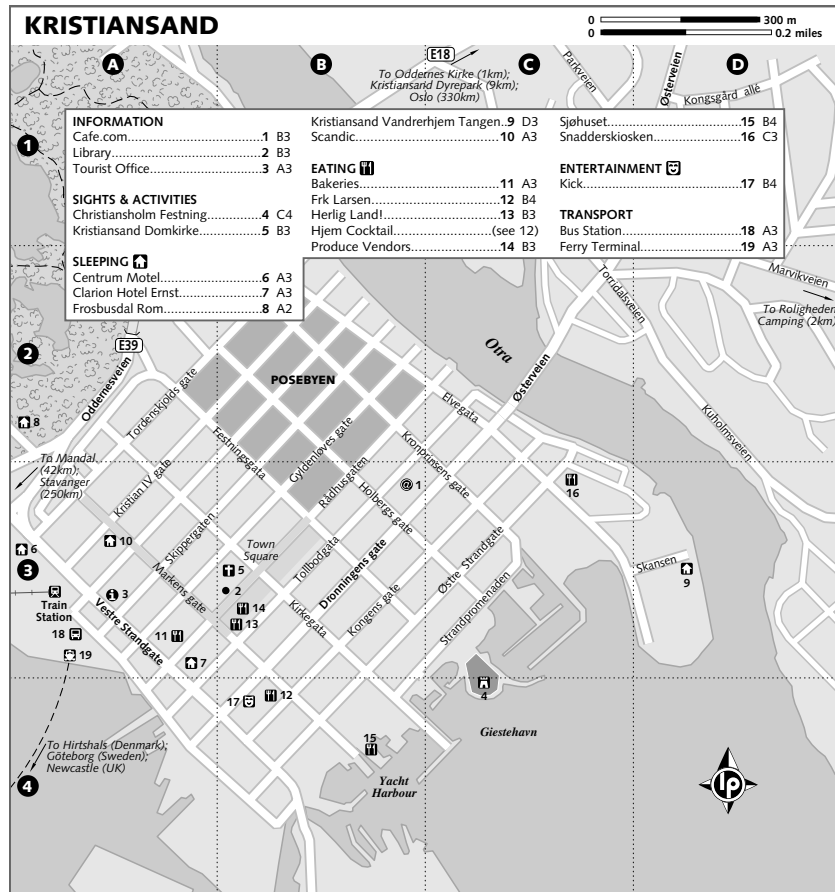 KRISTIANSAND
0 300 m
0 0.2 miles
A
B
C
D
1
2
3
4
E18
To Oddernes Kirke (1km);
Kristiansand Dyrepark (9km);
Oslo (330km)
Parkveien
Østerveien
Kongsgård allé
INFORMATION
Cafe.com 1 B3
Library 2 B3
Tourist Office 3 A3
SIGHTS & ACTIVITIES
Christiansholm Festning 4 C4
Kristiansand Domkirke 5 B3
SLEEPING
Centrum Motel 6 A3
Clarion Hotel Ernst 7 A3
Frosbusdal Rom 8 A2
Kristiansand Vandrerhjem Tangen 9 D3
Scandic 10 A3
EATING
Bakeries 11 A3
Frk Larsen 12 B4
Herlig Land! 13 B3
Hjem Cocktail (see 12)
Produce Vendors 14 B3
Sjøhuset 15 B4
Snadderskiosken 16 C3
ENTERTAINMENT
Kick 17 B4
TRANSPORT
Bus Station 18 A3
Ferry Terminal 19 A3
Marvikveien
Torridalsveien
To Roligheden
Camping (2km)
Otra
Østerveien
Kuholmsveien
E39
Oddernesveien
Tordenskjolds gate
POSEBYEN
Elvegata
8
Festningsgata
Gyldenløves gate
Kronprinsens gate
Rådhusgaten
Holbergs gate
To Mandal
(42km);
Stavanger
(250km)
Kristian IV gate
Skippergaten
@ 1
16
10
6
Town
Square
Tollbodgata
Dronningens gate
Østre Strandgate
Skansen
9
5
2
3
Markens gate
Train
Station
Vestre Strandgate
14
13
Kirkegata
Kongens gate
Strandpromenaden
18
11
19
7
4
17
12
Giestehavn
15
Yacht
Harbour
To Hirtshals (Denmark);
Göteborg (Sweden);
Newcastle (UK)
lp